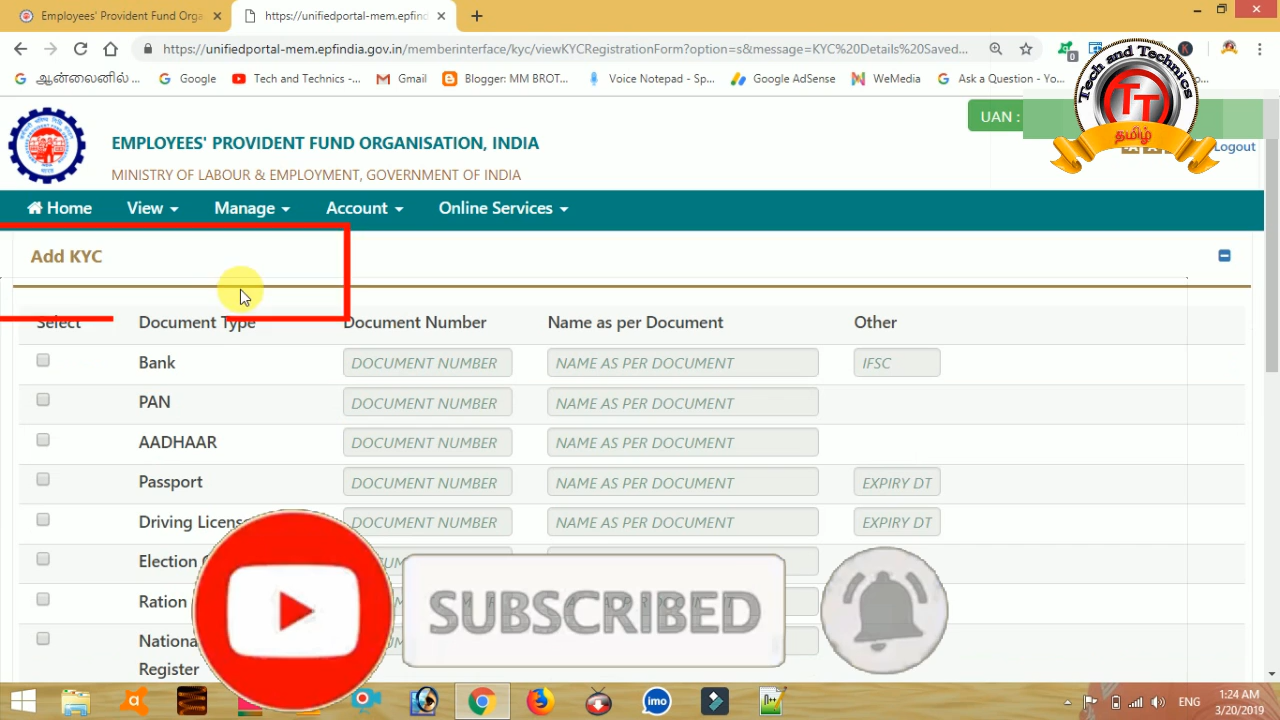 Employees' Provident Fund Orga
https://unifiedportal-mem.epfind
https://unifiedportal-mem.epfindia.gov.in/memberinterface/kyc/viewKYCRegistrationForm?option=s&message=KYC%20Details%20Saved...
ஆன்லைனில் ...
Google
Tech and Technics -...
Gmail
Blogger: MM BROT...
Voice Notepad - Sp...
Google AdSense
WeMedia
Ask a Question - Yo...
Tech and Technics
TT
தமிழ்
EMPLOYEES' PROVIDENT FUND ORGANISATION, INDIA
MINISTRY OF LABOUR & EMPLOYMENT, GOVERNMENT OF INDIA
UAN :
Logout
Home
View
Manage
Account
Online Services
Add KYC
Select Document Type Document Number Name as per Document Other
Bank DOCUMENT NUMBER NAME AS PER DOCUMENT IFSC
PAN DOCUMENT NUMBER NAME AS PER DOCUMENT
AADHAAR DOCUMENT NUMBER NAME AS PER DOCUMENT
Passport DOCUMENT NUMBER NAME AS PER DOCUMENT EXPIRY DT
Driving License DOCUMENT NUMBER NAME AS PER DOCUMENT EXPIRY DT
Election
Ration
Register
SUBSCRIBED
imo
ENG
1:24 AM
3/20/2019